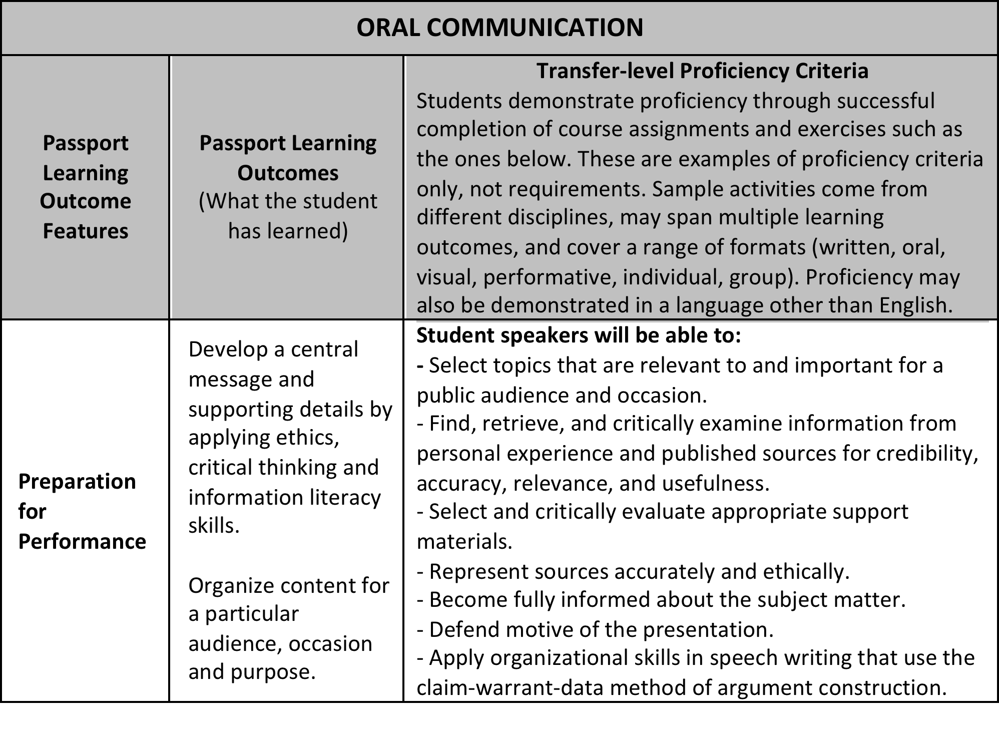 ORAL COMMUNICATION
Passport
Learning
Outcome
Features
Passport Learning
Outcomes
(What the student
has learned)
Transfer-level Proficiency Criteria
Students demonstrate proficiency through successful
completion of course assignments and exercises such as
the ones below. These are examples of proficiency criteria
only, not requirements. Sample activities come from
different disciplines, may span multiple learning
outcomes, and cover a range of formats (written, oral,
visual, performative, individual, group). Proficiency may
also be demonstrated in a language other than English.
Preparation
for
Performance
Develop a central
message and
supporting details by
applying ethics,
critical thinking and
information literacy
skills.
Organize content for
a particular
audience, occasion
and purpose.
Student speakers will be able to:
- Select topics that are relevant to and important for a
public audience and occasion.
- Find, retrieve, and critically examine information from
personal experience and published sources for credibility,
accuracy, relevance, and usefulness.
- Select and critically evaluate appropriate support
materials.
- Represent sources accurately and ethically.
- Become fully informed about the subject matter.
- Defend motive of the presentation.
- Apply organizational skills in speech writing that use the
claim-warrant-data method of argument construction.